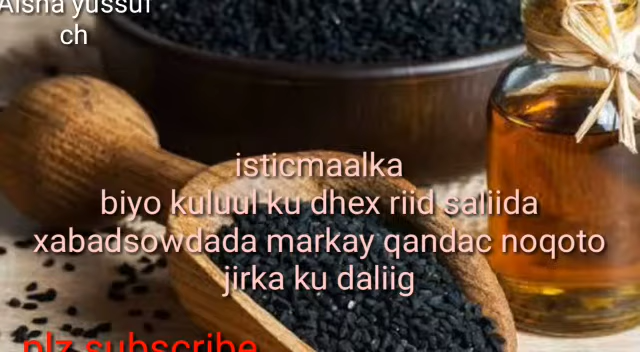 Aisha yussuf
ch
isticmaalka
biyo kuluul ku dhex riid saliida
xabadsowdada markay qandac noqoto
jirka ku daliig
plz subscribe